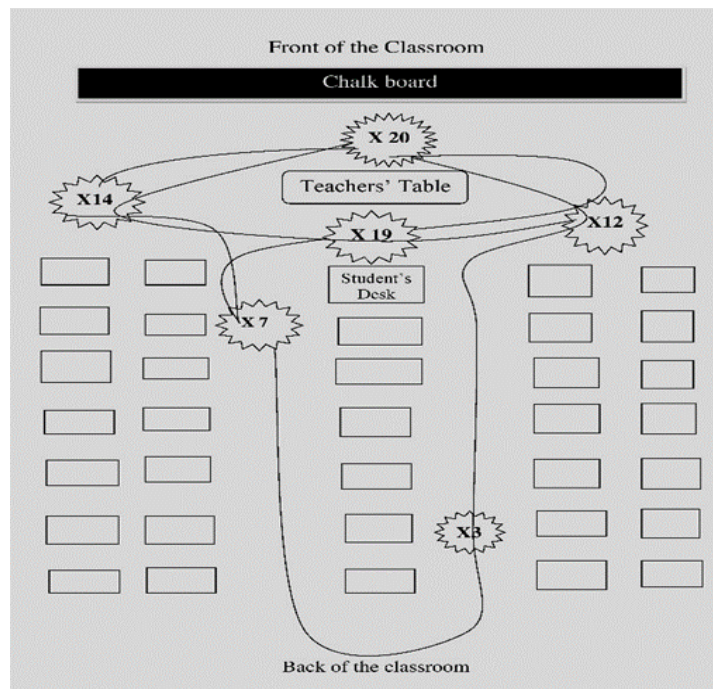 Front of the Classroom
Chalk board
X 20
Teachers' Table
X14
X12
X 19
Student's
Desk
X 7
X3
Back of the classroom